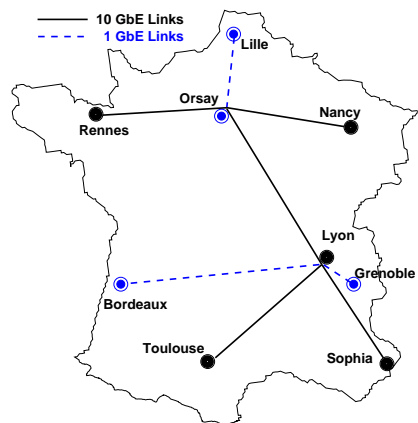 10 GbE Links
1 GbE Links
Lille
Orsay
Nancy
Rennes
Lyon
Grenoble
Bordeaux
Toulouse
Sophia